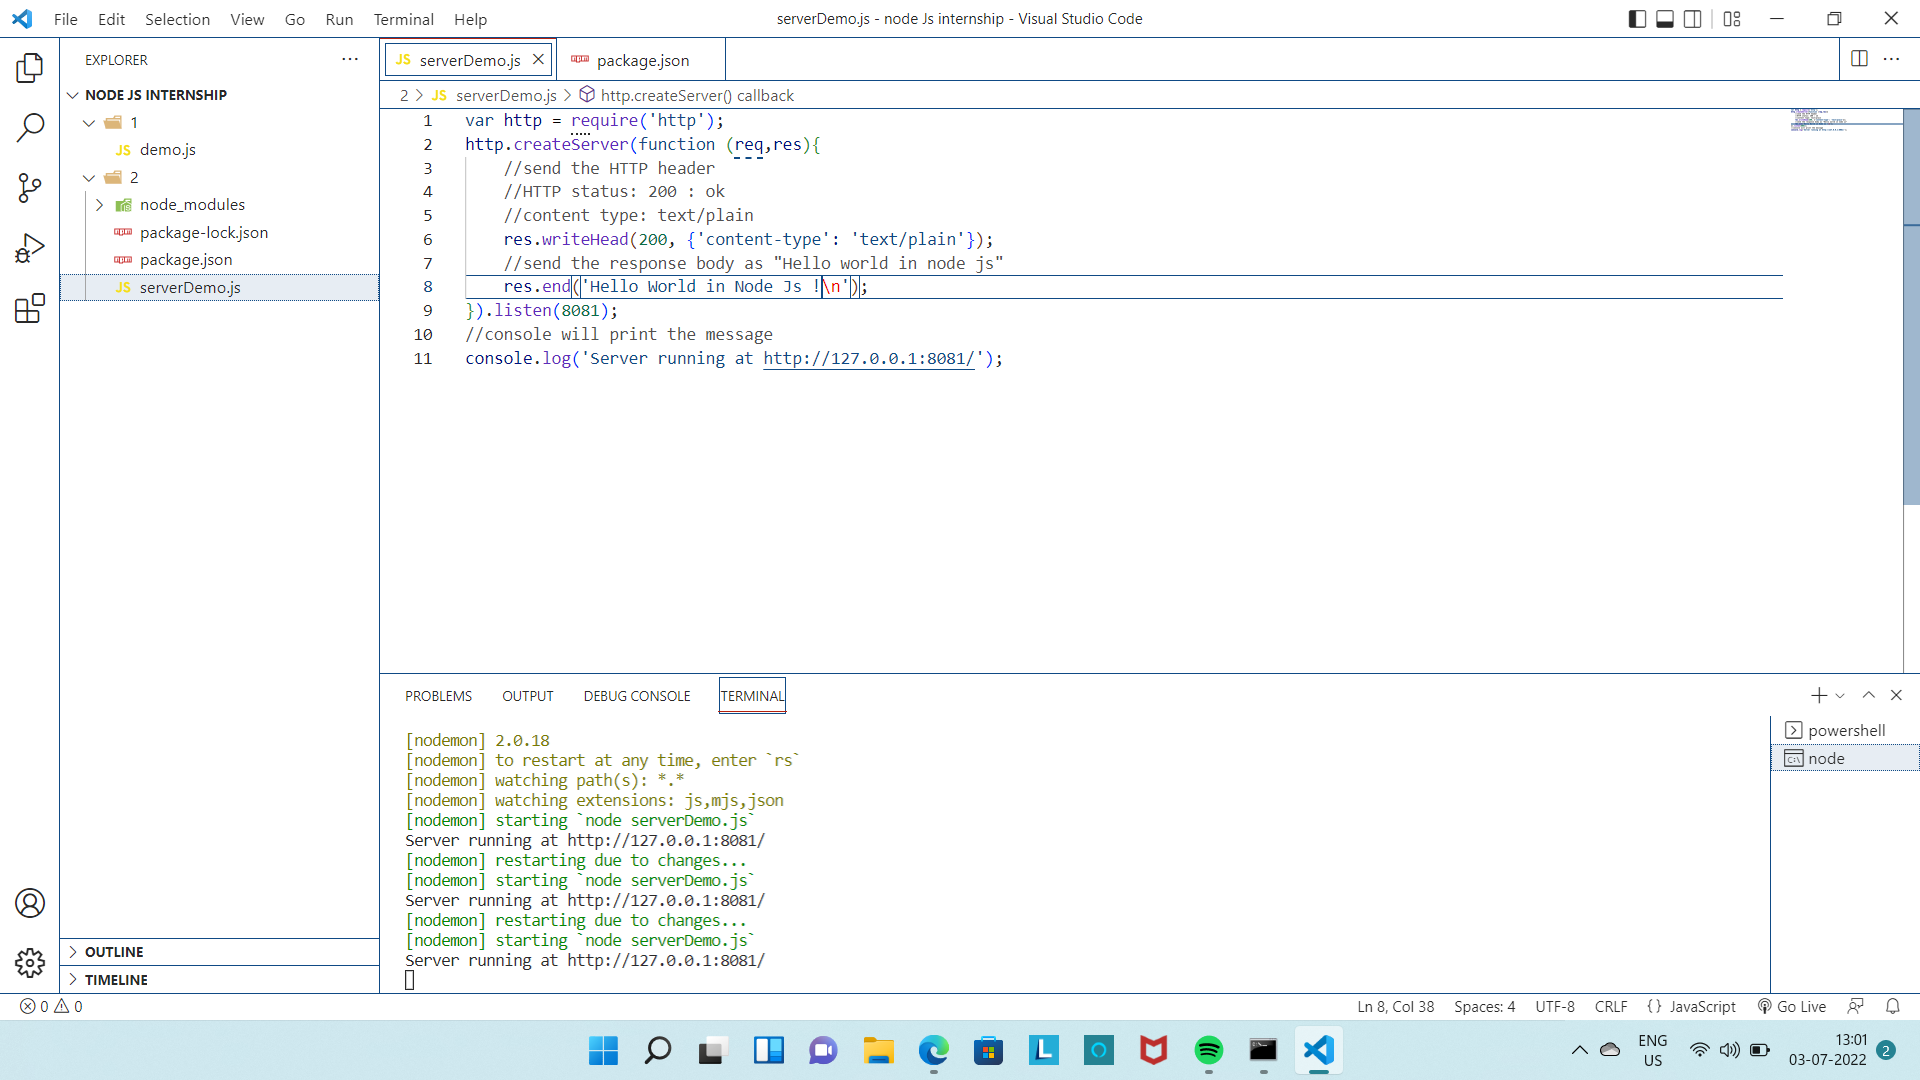 File Edit Selection View Go Run Terminal Help
serverDemo.js - node Js internship - Visual Studio Code
EXPLORER
NODE JS INTERNSHIP
1
JS demo.js
2
node_modules
package-lock.json
package.json
JS serverDemo.js
OUTLINE
TIMELINE
JS serverDemo.js
package.json
2 > JS serverDemo.js > http.createServer() callback
1 var http = require('http');
2 http.createServer(function (req,res){
3 //send the HTTP header
4 //HTTP status: 200 : ok
5 //content type: text/plain
6 res.writeHead(200, {'content-type': 'text/plain'});
7 //send the response body as "Hello world in node js"
8 res.end('Hello World in Node Js !\n');
9 }).listen(8081);
10 //console will print the message
11 console.log('Server running at http://127.0.0.1:8081/');
PROBLEMS OUTPUT DEBUG CONSOLE TERMINAL
[nodemon] 2.0.18
[nodemon] to restart at any time, enter `rs`
[nodemon] watching path(s): *.*
[nodemon] watching extensions: js,mjs,json
[nodemon] starting `node serverDemo.js`
Server running at http://127.0.0.1:8081/
[nodemon] restarting due to changes...
[nodemon] starting `node serverDemo.js`
Server running at http://127.0.0.1:8081/
[nodemon] restarting due to changes...
[nodemon] starting `node serverDemo.js`
Server running at http://127.0.0.1:8081/
powershell
node
0 0
Ln 8, Col 38 Spaces: 4 UTF-8 CRLF {} JavaScript Go Live
ENG
US
13:01
03-07-2022
2